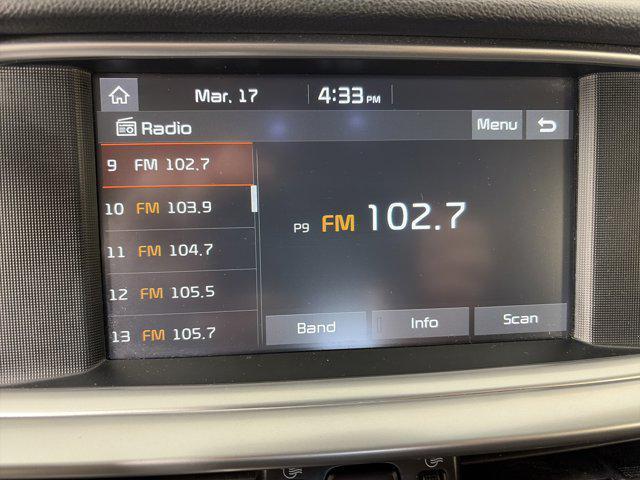 Mar. 17 4:33 PM
Radio Menu
9 FM 102.7
10 FM 103.9
11 FM 104.7
12 FM 105.5
13 FM 105.7
P9 FM 102.7
Band Info Scan